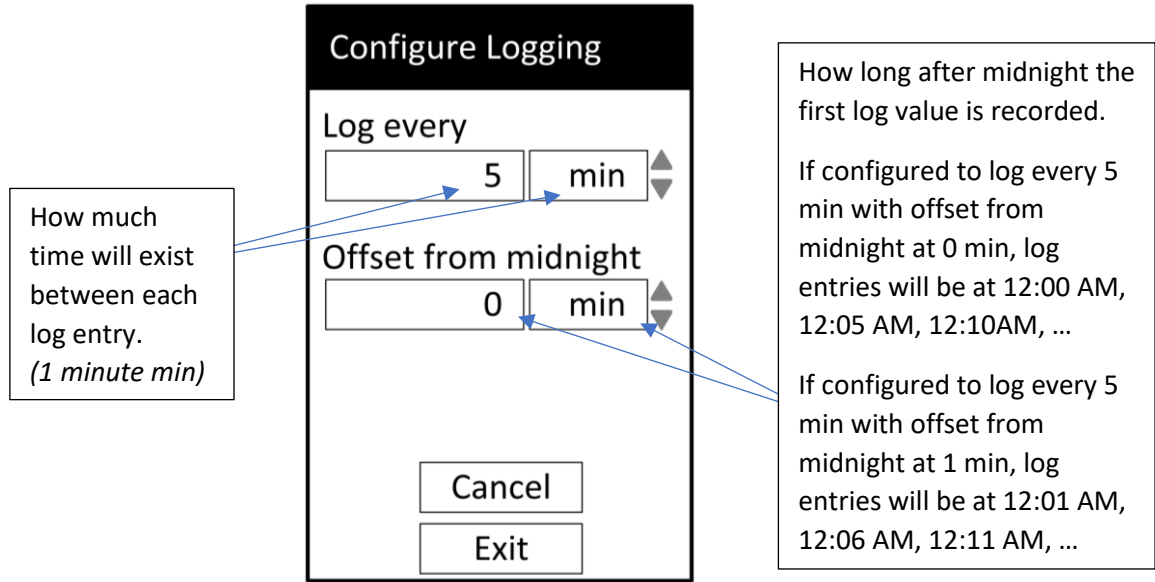 Configure Logging
Log every
5 min
Offset from midnight
0 min
Cancel
Exit
How much
time will exist
between each
log entry.
(1 minute min)
How long after midnight the
first log value is recorded.
If configured to log every 5
min with offset from
midnight at 0 min, log
entries will be at 12:00 AM,
12:05 AM, 12:10AM, …
If configured to log every 5
min with offset from
midnight at 1 min, log
entries will be at 12:01 AM,
12:06 AM, 12:11 AM, …